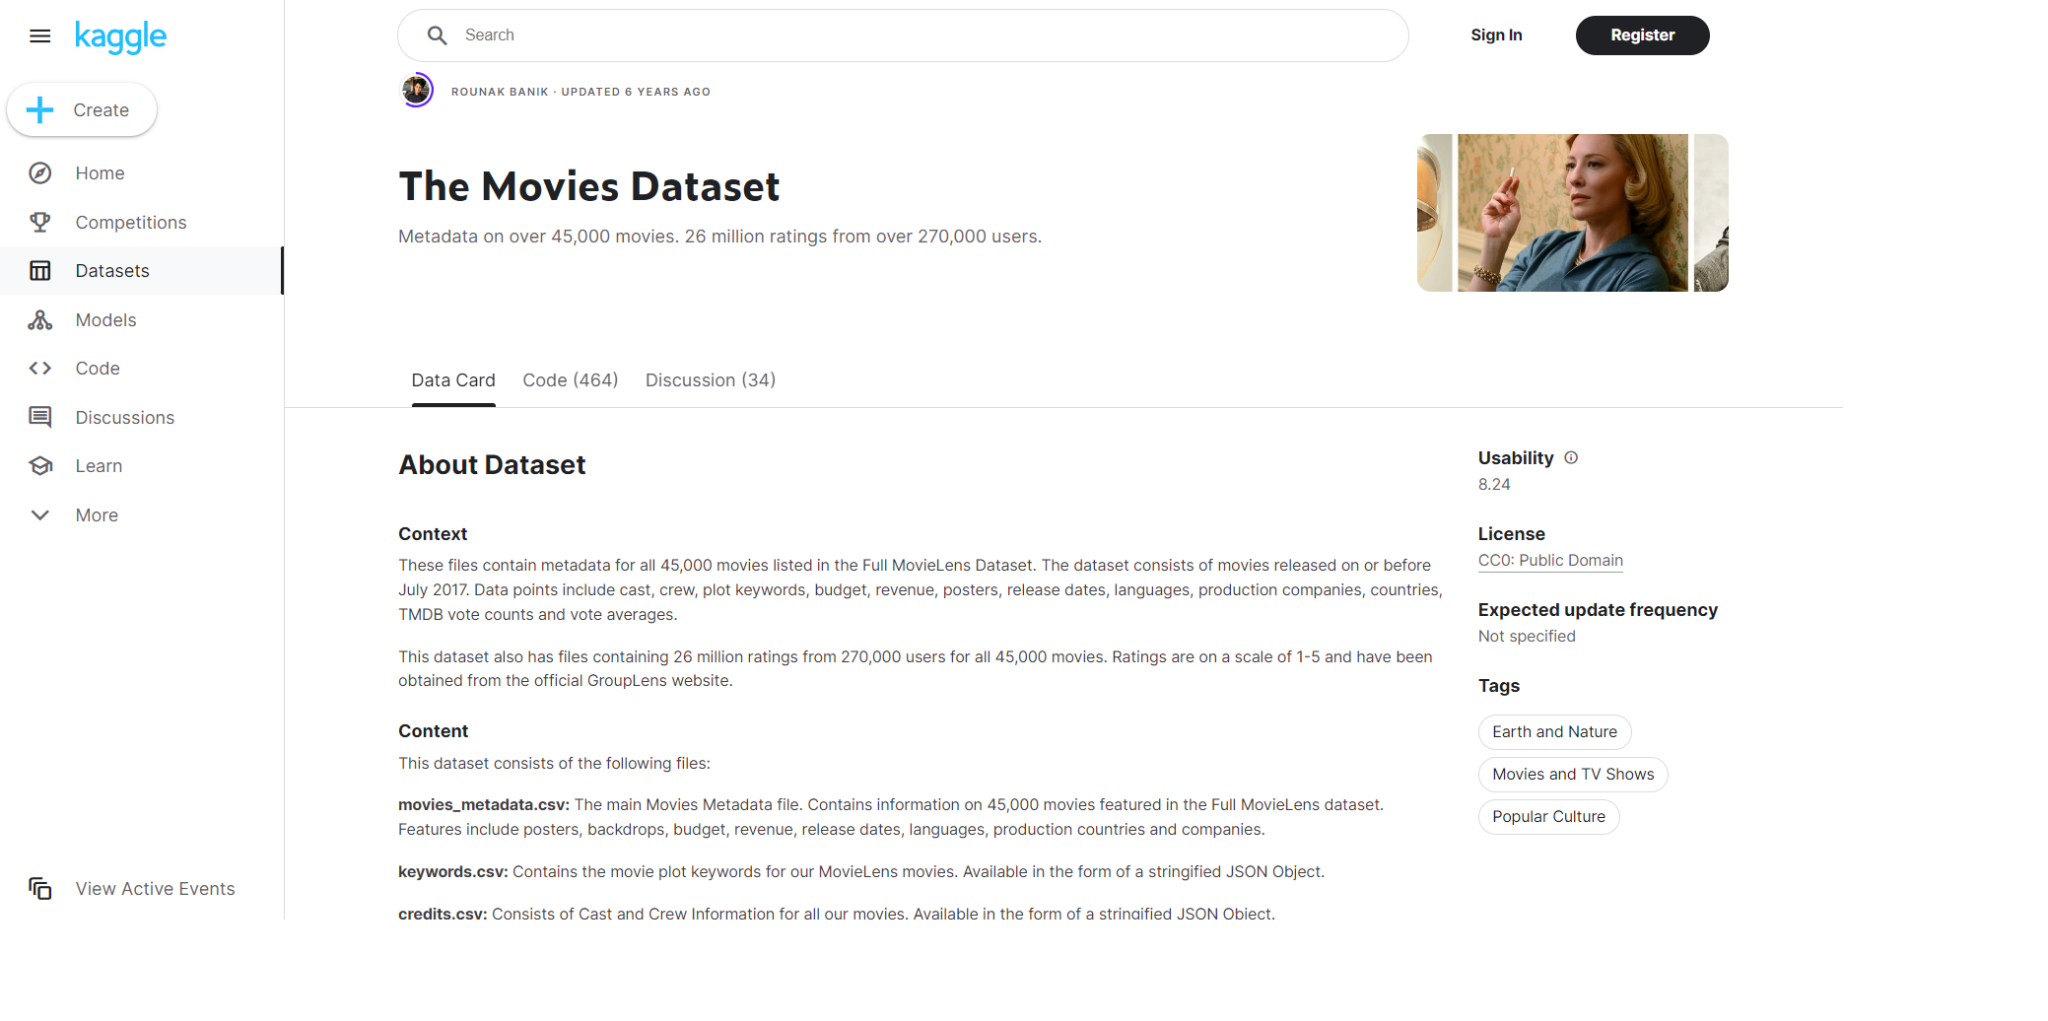 kaggle
Search
Sign In
Register
Create
Home
Competitions
Datasets
Models
Code
Discussions
Learn
More
View Active Events
ROUNAK BANIK · UPDATED 6 YEARS AGO
The Movies Dataset
Metadata on over 45,000 movies. 26 million ratings from over 270,000 users.
Data Card
Code (464)
Discussion (34)
About Dataset
Context
These files contain metadata for all 45,000 movies listed in the Full MovieLens Dataset. The dataset consists of movies released on or before
July 2017. Data points include cast, crew, plot keywords, budget, revenue, posters, release dates, languages, production companies, countries,
TMDB vote counts and vote averages.
This dataset also has files containing 26 million ratings from 270,000 users for all 45,000 movies. Ratings are on a scale of 1-5 and have been
obtained from the official GroupLens website.
Content
This dataset consists of the following files:
movies_metadata.csv: The main Movies Metadata file. Contains information on 45,000 movies featured in the Full MovieLens dataset.
Features include posters, backdrops, budget, revenue, release dates, languages, production countries and companies.
keywords.csv: Contains the movie plot keywords for our MovieLens movies. Available in the form of a stringified JSON Object.
credits.csv: Consists of Cast and Crew Information for all our movies. Available in the form of a stringified JSON Object.
Usability
8.24
License
CC0: Public Domain
Expected update frequency
Not specified
Tags
Earth and Nature
Movies and TV Shows
Popular Culture